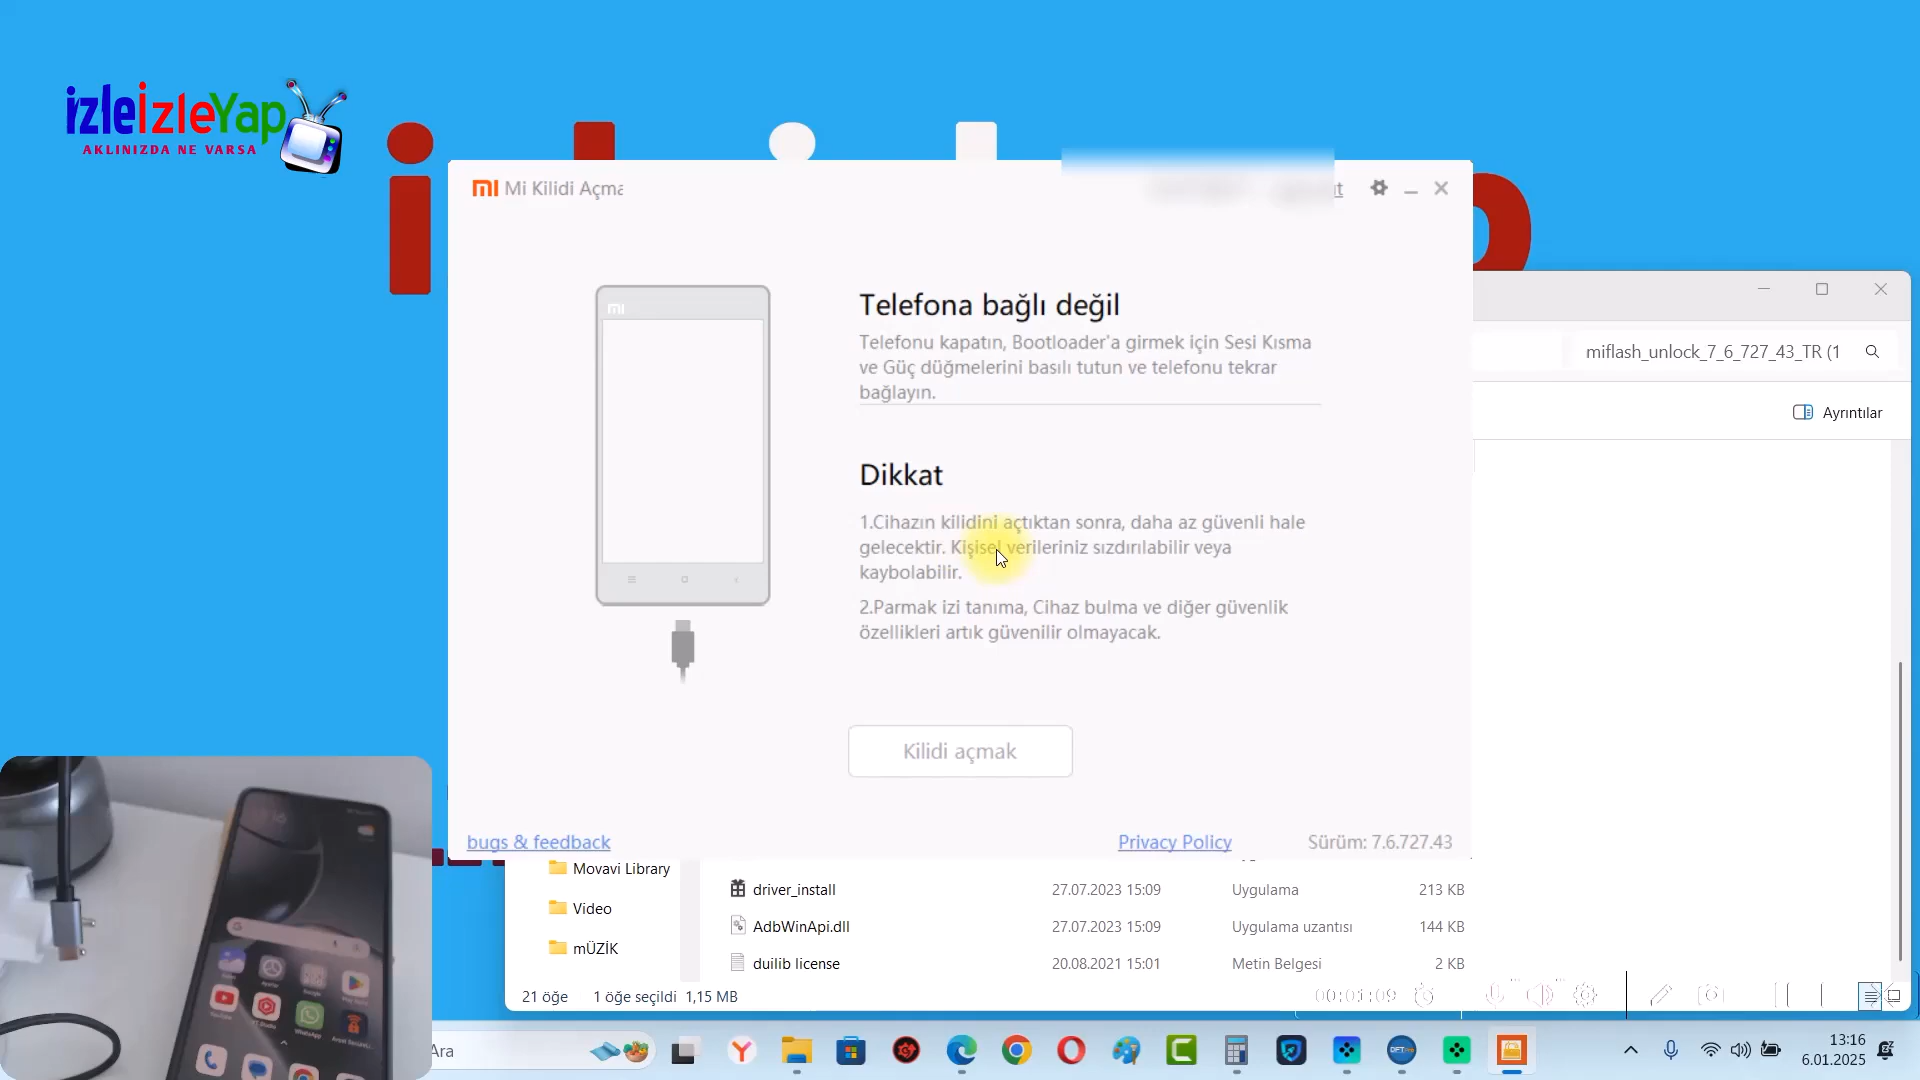 izleizleYap
AKLINIZDA NE VARSA
Mi Kilidi Açma
Telefona bağlı değil
Telefonu kapatın, Bootloader'a girmek için Sesi Kısma
ve Güç düğmelerini basılı tutun ve telefonu tekrar
bağlayın.
Dikkat
1.Cihazın kilidini açtıktan sonra, daha az güvenli hale
gelecektir. Kişisel verileriniz sızdırılabilir veya
kaybolabilir.
2.Parmak izi tanıma, Cihaz bulma ve diğer güvenlik
özellikleri artık güvenilir olmayacak.
Kilidi açmak
bugs & feedback
Privacy Policy
Sürüm: 7.6.727.43
miflash_unlock_7_6_727_43_TR (1
Ayrıntılar
Movavi Library
Video
mÜZİK
driver_install 27.07.2023 15:09 Uygulama 213 KB
AdbWinApi.dll 27.07.2023 15:09 Uygulama uzantısı 144 KB
duilib license 20.08.2021 15:01 Metin Belgesi 2 KB
21 öğe 1 öğe seçildi 1,15 MB
00:01:09
Ara
13:16
6.01.2025